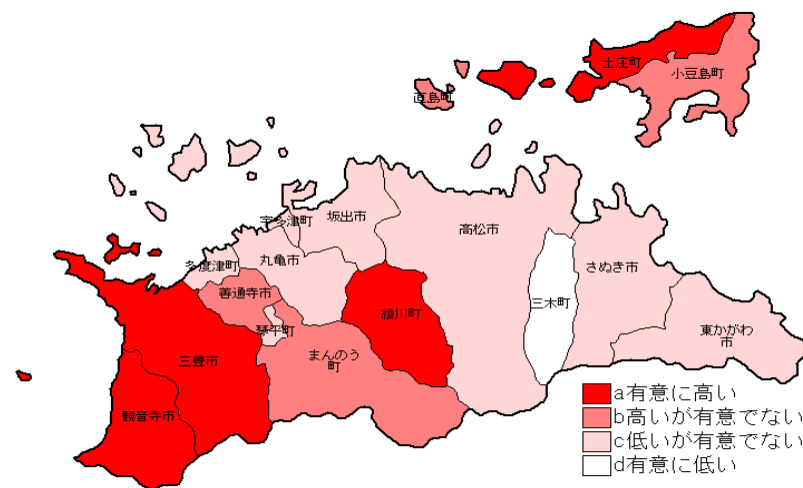 土庄町
小豆島町
直島町
宇多津町
坂出市
高松市
多度津町
丸亀市
さぬき市
善通寺市
綾川町
三木町
琴平町
東かがわ
市
まんのう
町
三豊市
観音寺市
a有意に高い
b高いが有意でない
c低いが有意でない
d有意に低い